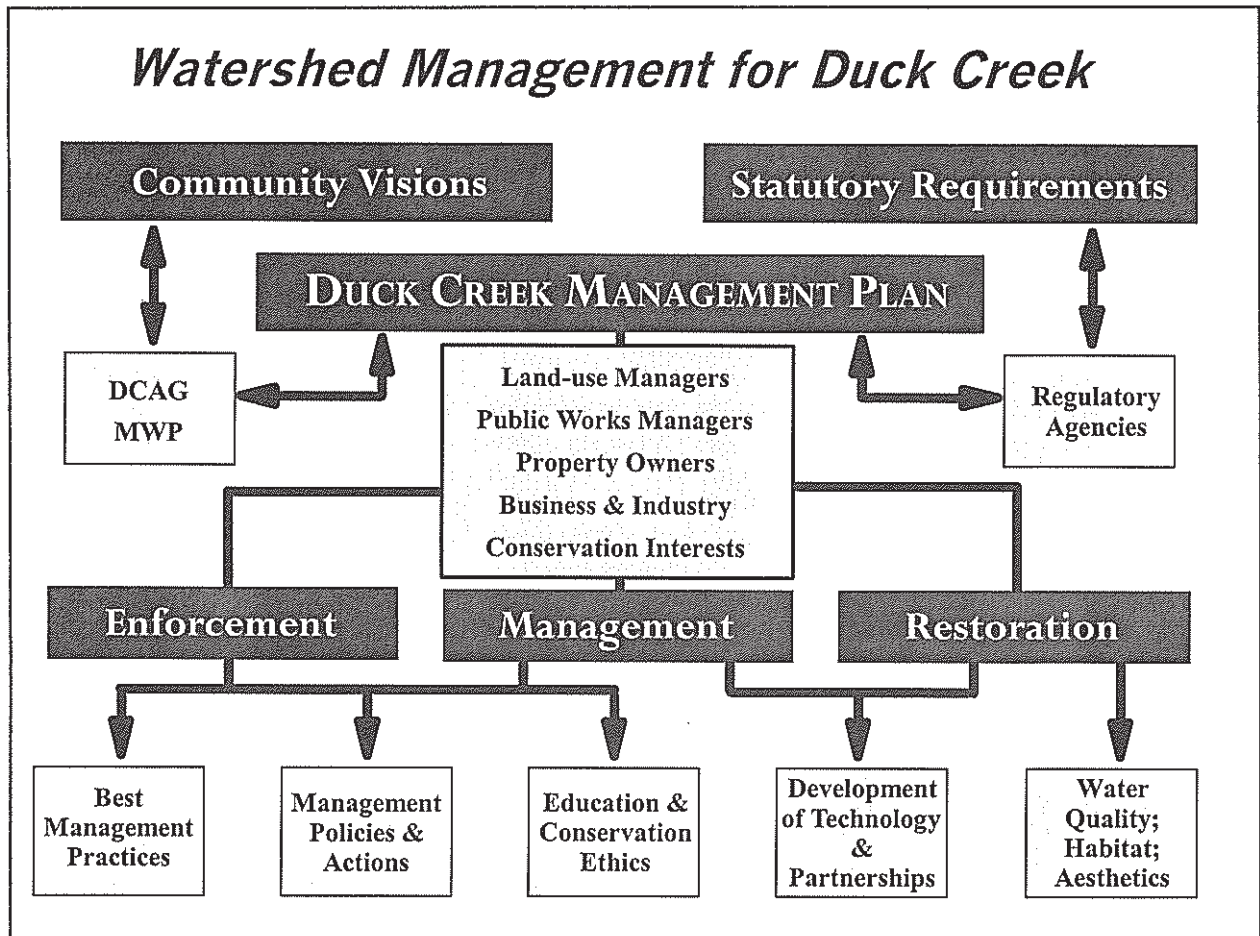 Watershed Management for Duck Creek
Community Visions
Statutory Requirements
DUCK CREEK MANAGEMENT PLAN
DCAG
MWP
Land-use Managers
Public Works Managers
Property Owners
Business & Industry
Conservation Interests
Regulatory
Agencies
Enforcement
Management
Restoration
Best
Management
Practices
Management
Policies &
Actions
Education &
Conservation
Ethics
Development
of Technology
&
Partnerships
Water
Quality;
Habitat;
Aesthetics